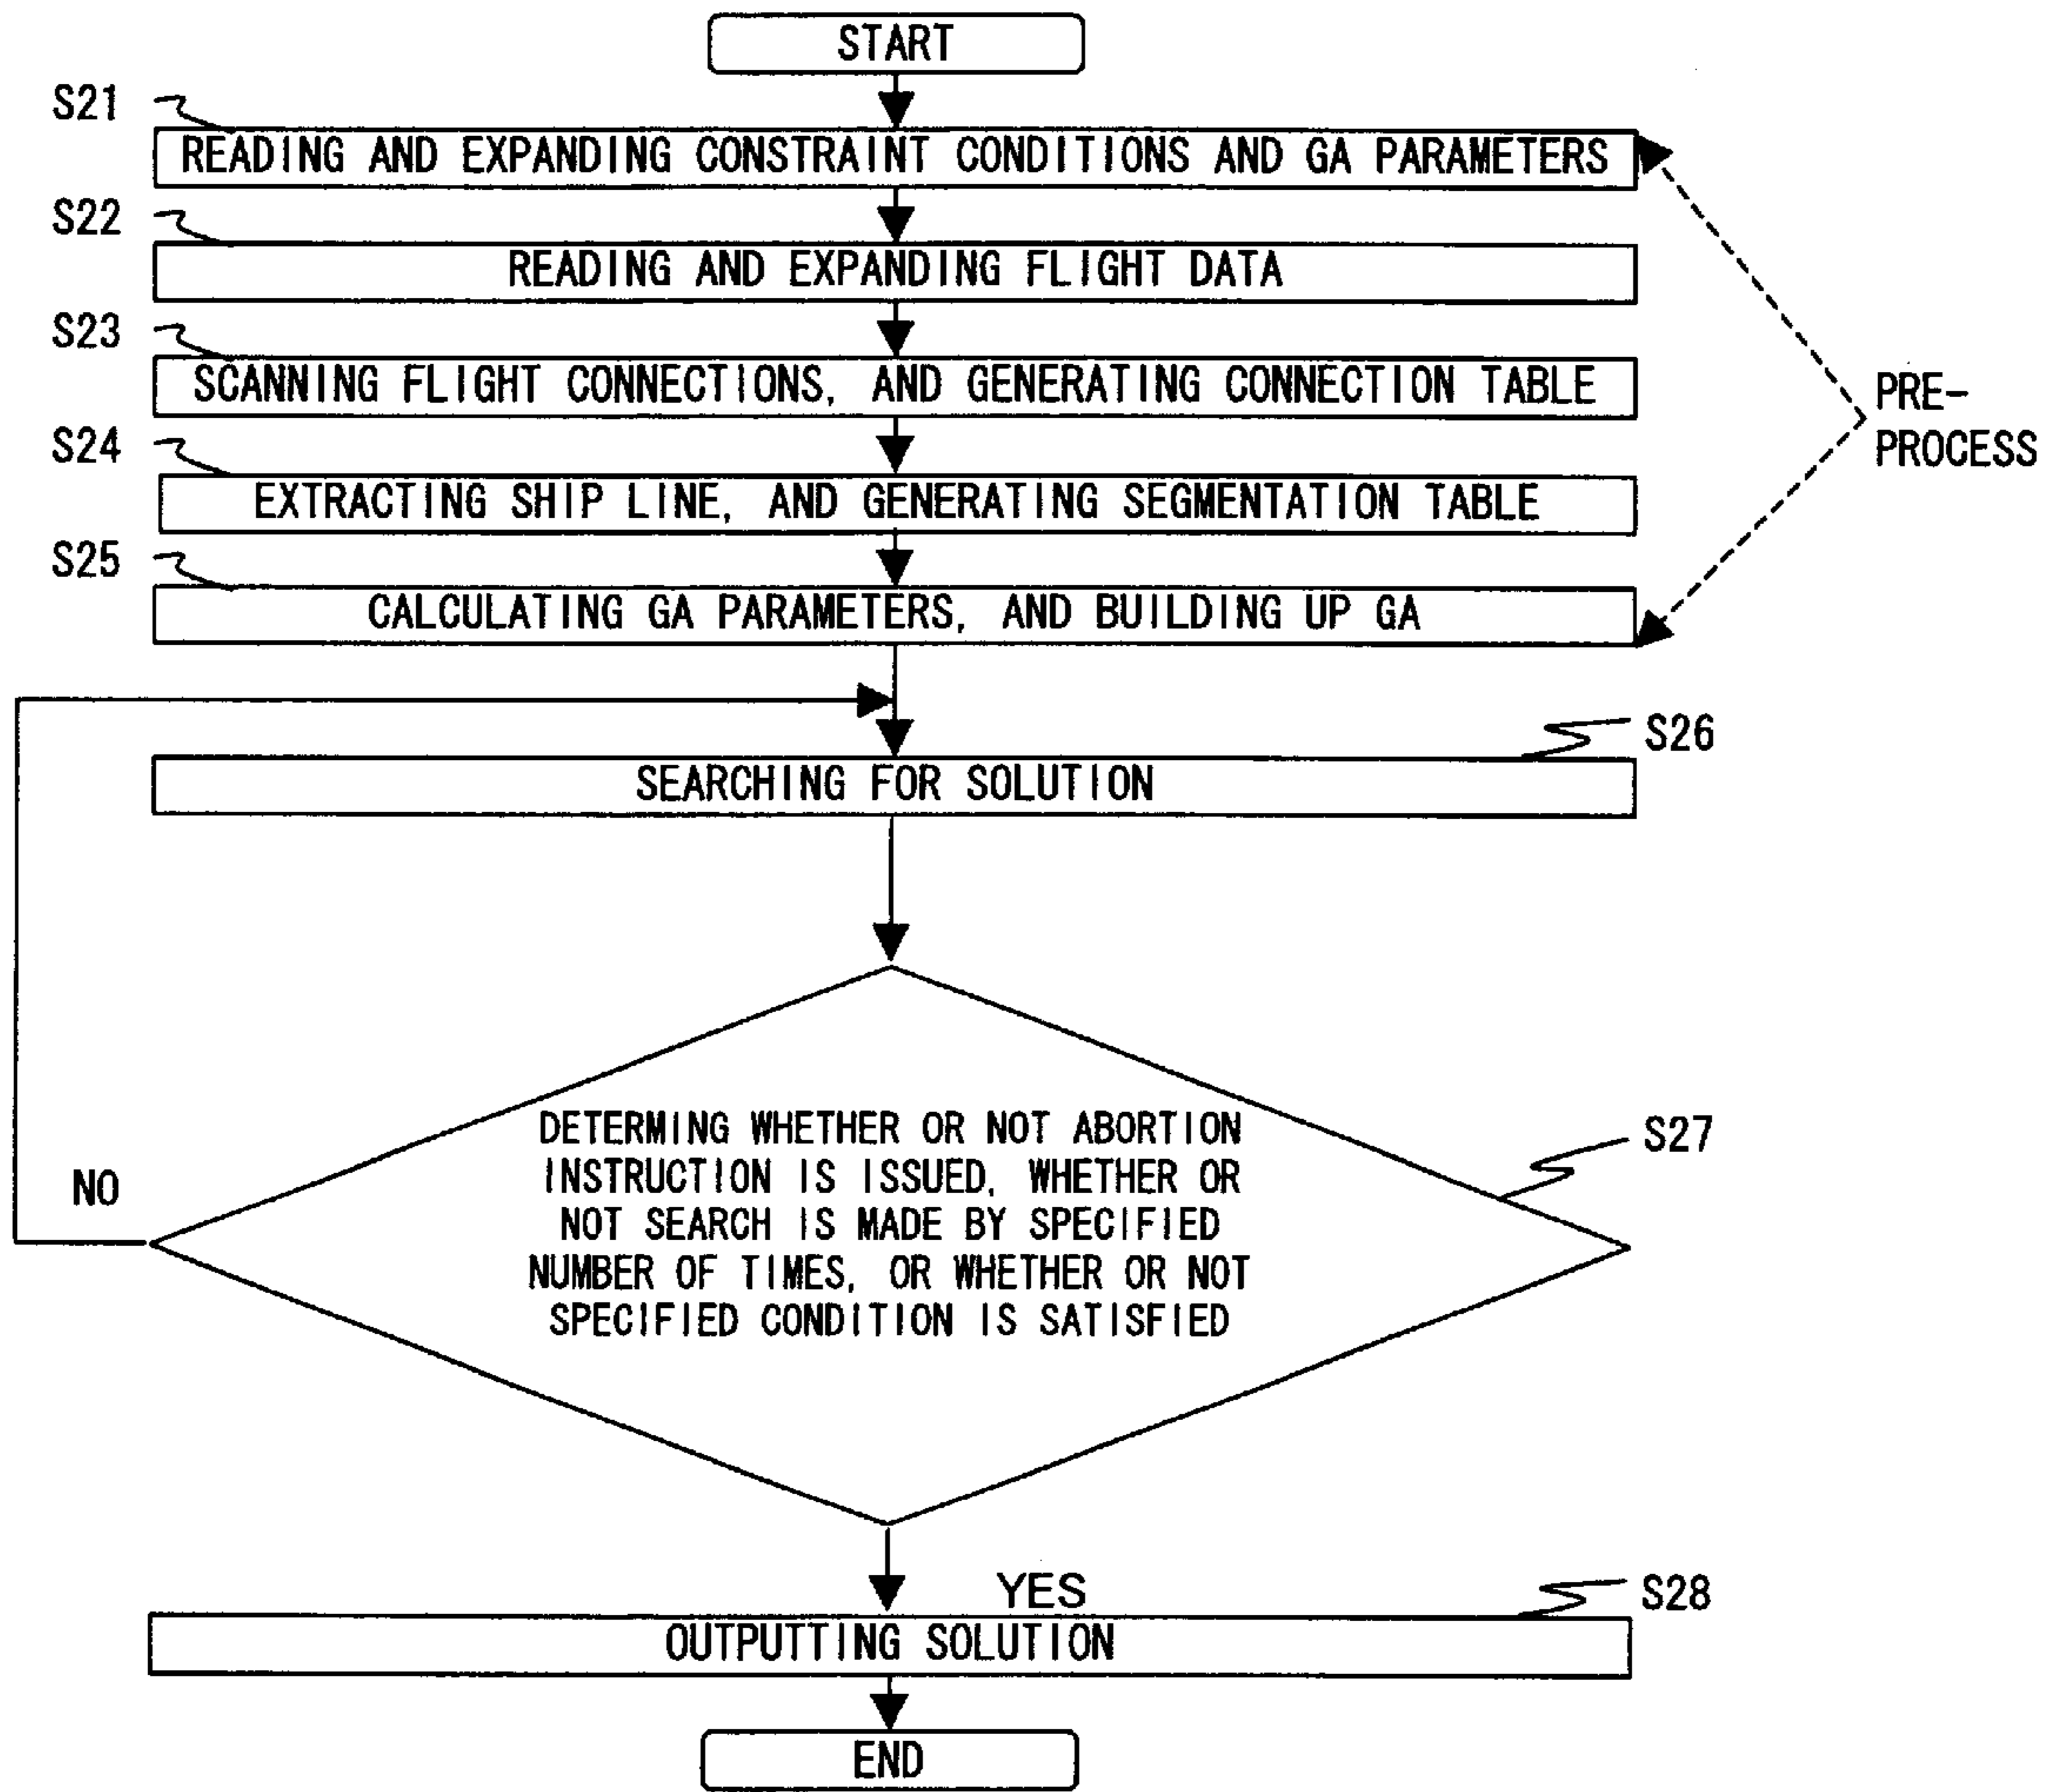 START
S21
READING AND EXPANDING CONSTRAINT CONDITIONS AND GA PARAMETERS
S22
READING AND EXPANDING FLIGHT DATA
S23
SCANNING FLIGHT CONNECTIONS, AND GENERATING CONNECTION TABLE
PRE-
PROCESS
S24
EXTRACTING SHIP LINE, AND GENERATING SEGMENTATION TABLE
S25
CALCULATING GA PARAMETERS, AND BUILDING UP GA
S26
SEARCHING FOR SOLUTION
S27
DETERMING WHETHER OR NOT ABORTION
INSTRUCTION IS ISSUED, WHETHER OR
NOT SEARCH IS MADE BY SPECIFIED
NUMBER OF TIMES, OR WHETHER OR NOT
SPECIFIED CONDITION IS SATISFIED
NO
YES
S28
OUTPUTTING SOLUTION
END